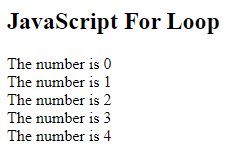 JavaScript For Loop
The number is 0
The number is 1
The number is 2
The number is 3
The number is 4